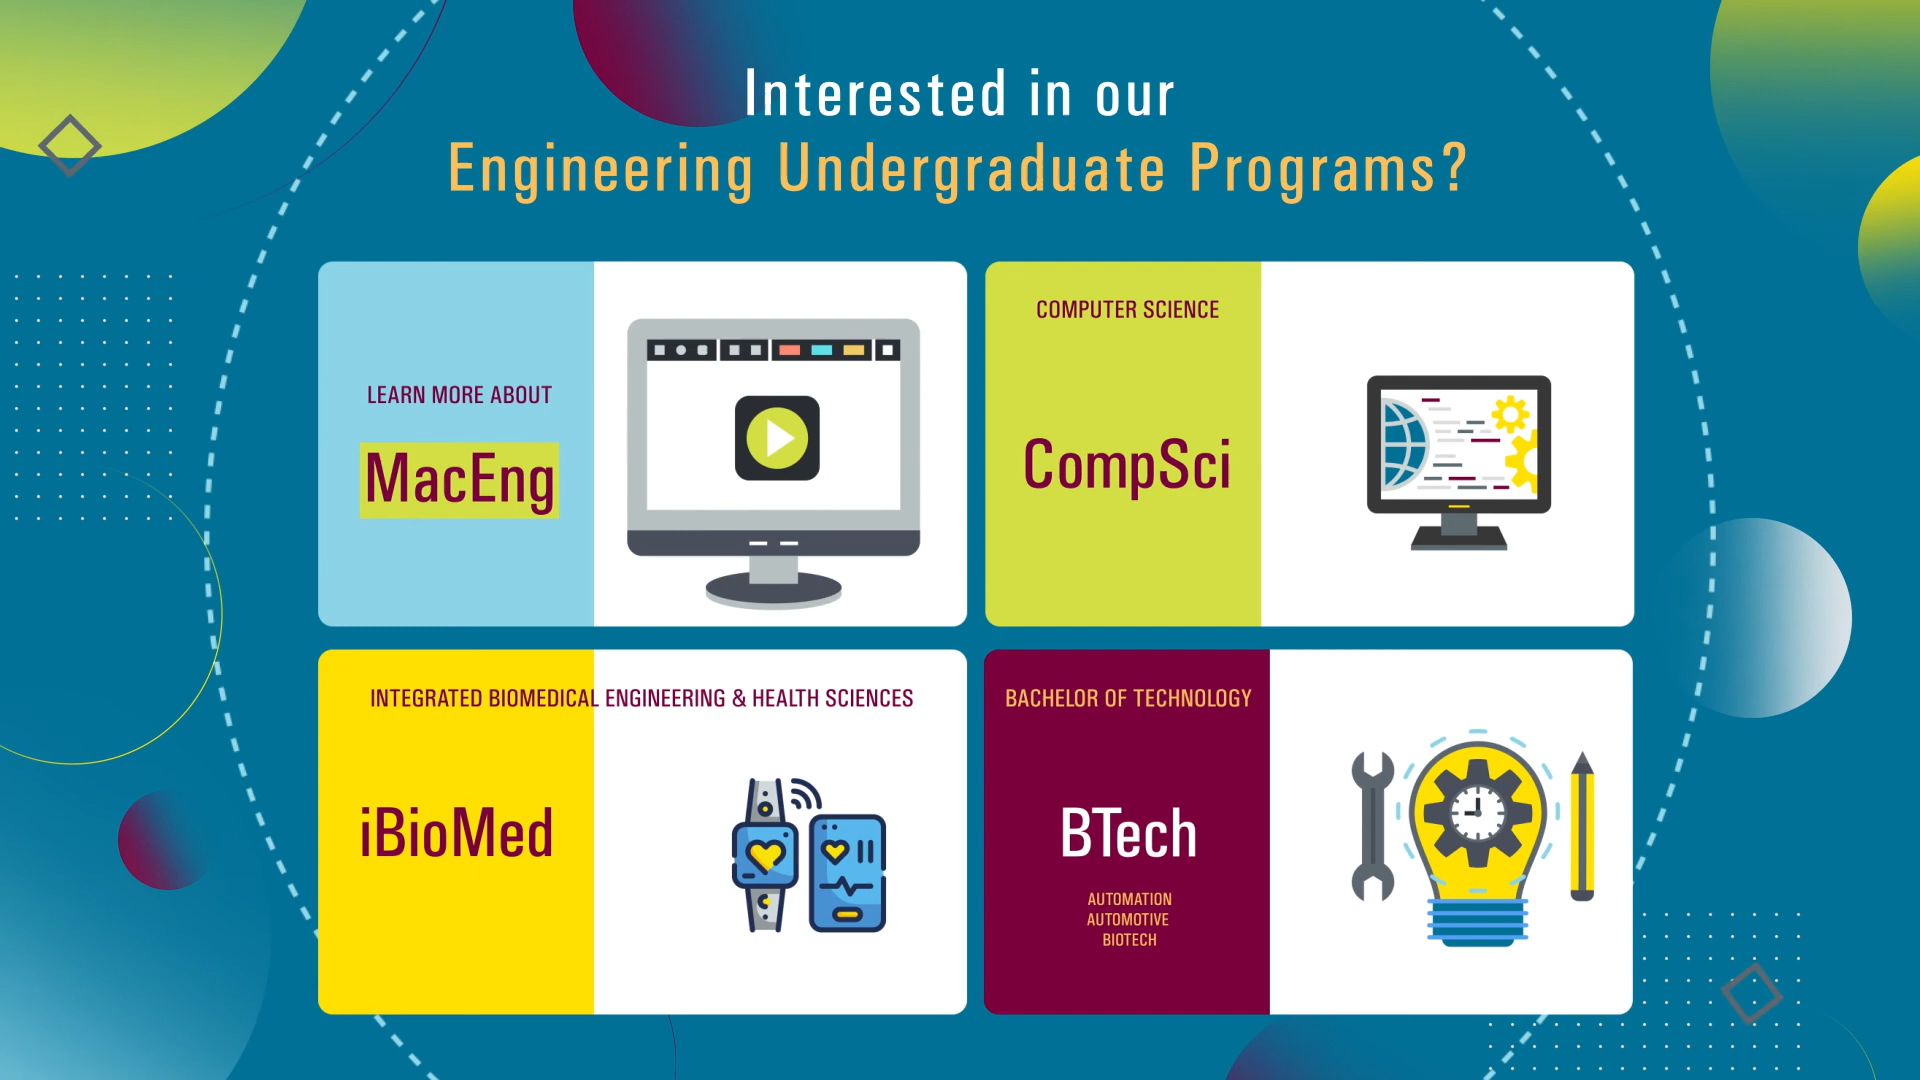 Interested in our
Engineering Undergraduate Programs?
LEARN MORE ABOUT
MacEng
COMPUTER SCIENCE
CompSci
INTEGRATED BIOMEDICAL ENGINEERING & HEALTH SCIENCES
iBioMed
BACHELOR OF TECHNOLOGY
BTech
AUTOMATION
AUTOMOTIVE
BIOTECH